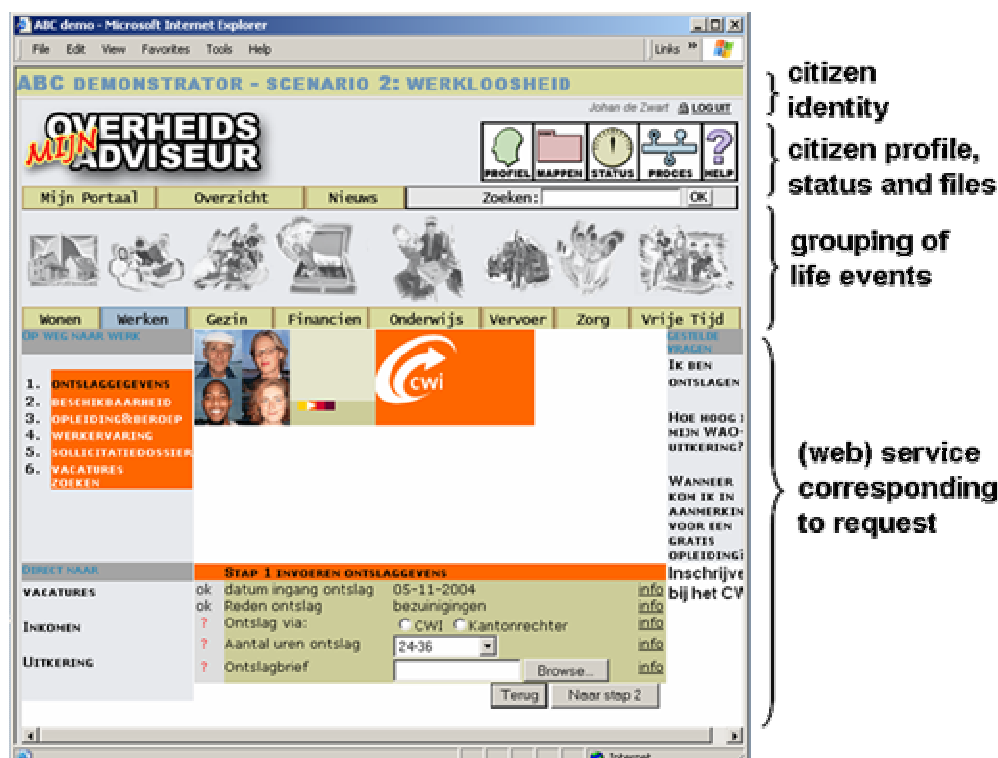 ABC demo - Microsoft Internet Explorer
File Edit View Favorites Tools Help Links »
ABC DEMONSTRATOR - SCENARIO 2: WERKLOOSHEID
Johan de Zwart LOG UIT
citizen
identity
MIJN OVERHEIDS
ADVISEUR
PROFIEL MAPPEN STATUS PROCES HELP
citizen profile,
status and files
Mijn Portaal Overzicht Nieuws Zoeken: OK
grouping of
life events
Wonen Werken Gezin Financien Onderwijs Vervoer Zorg Vrije Tijd
OP WEG NAAR WERK
1. ONTSLAGGEGEVENS
2. BESCHIKBAARHEID
3. OPLEIDING&BEROEP
4. WERKERVARING
5. SOLLICITATIEDOSSIER
6. VACATURES
ZOEKEN
CWI
GESTELDE
VRAGEN
IK BEN
ONTSLAGEN
HOE HOOG
MIJN WAO-
UITKERING?
WANNEER
KOM IK IN
AANMERKIN
VOOR EEN
GRATIS
OPLEIDING
Inschrijve
bij het CW
(web) service
corresponding
to request
DIRECT NAAR
VACATURES
INKOMEN
UITKERING
STAP 1 INVOEREN ONTSLAGGEVENS
ok datum ingang ontslag 05-11-2004 info
ok Reden ontslag bezuinigingen info
? Ontslag via: CWI Kantonrechter info
? Aantal uren ontslag 24-36 info
? Ontslagbrief Browse... info
Terug Naar stap 2
Internet